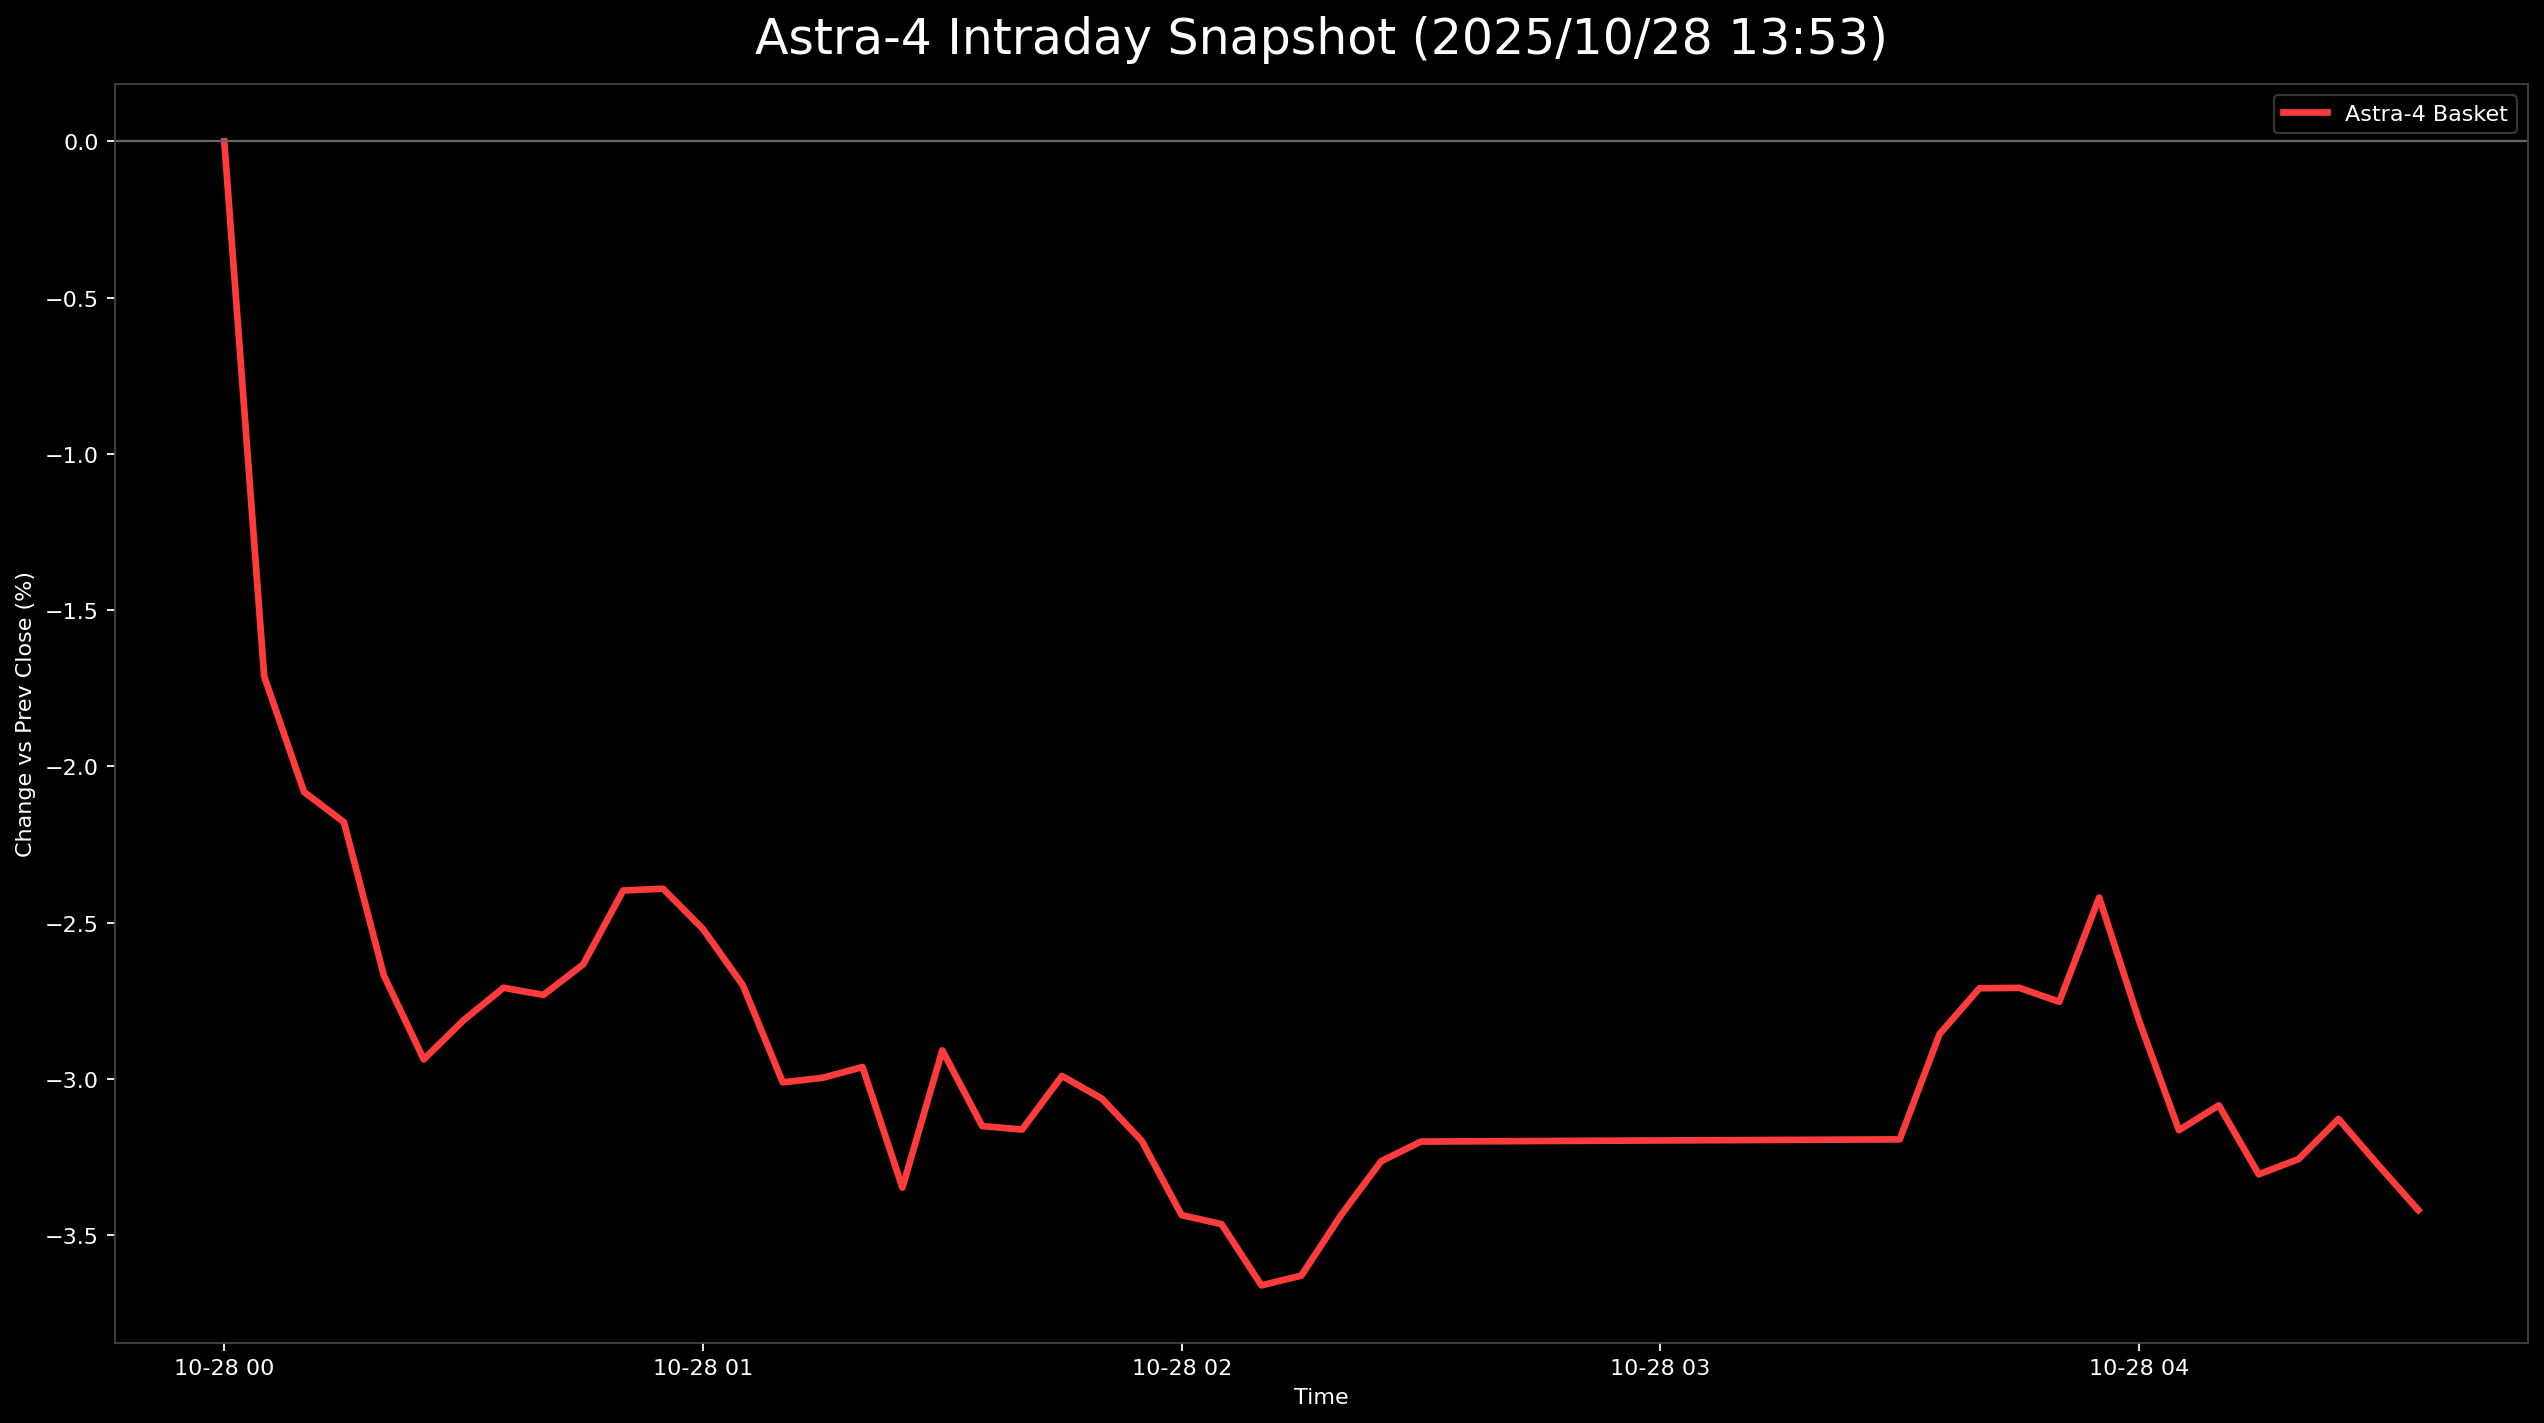 Astra-4 Intraday Snapshot (2025/10/28 13:53)
Astra-4 Basket
Change vs Prev Close (%)
0.0
−0.5
−1.0
−1.5
−2.0
−2.5
−3.0
−3.5
10-28 00 10-28 01 10-28 02 10-28 03 10-28 04
Time